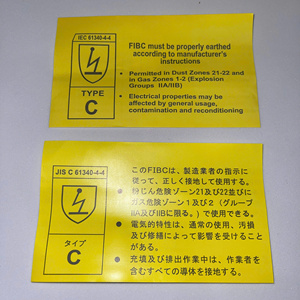 IEC 61340-4-4
TYPE
C
FIBC must be properly earthed
according to manufacturer's
instructions
• Permitted in Dust Zones 21-22 and
in Gas Zones 1-2 (Explosion
Groups IIA/IIB)
• Electrical properties may be
affected by general usage,
contamination and reconditioning
JIS C 61340-4-4
タイプ
C
このFIBCは、製造業者の指示に
従って、正しく接地して使用する。
● 粉じん危険ゾーン21及び22並びに
ガス危険ゾーン1及び2（グループ
IIA及びIIBに限る。）で使用できる。
● 電気的特性は、通常の使用、汚損
及び修繕によって影響を受けることが
ある。
● 充填及び排出作業中は、作業者を
含むすべての導体を接地する。